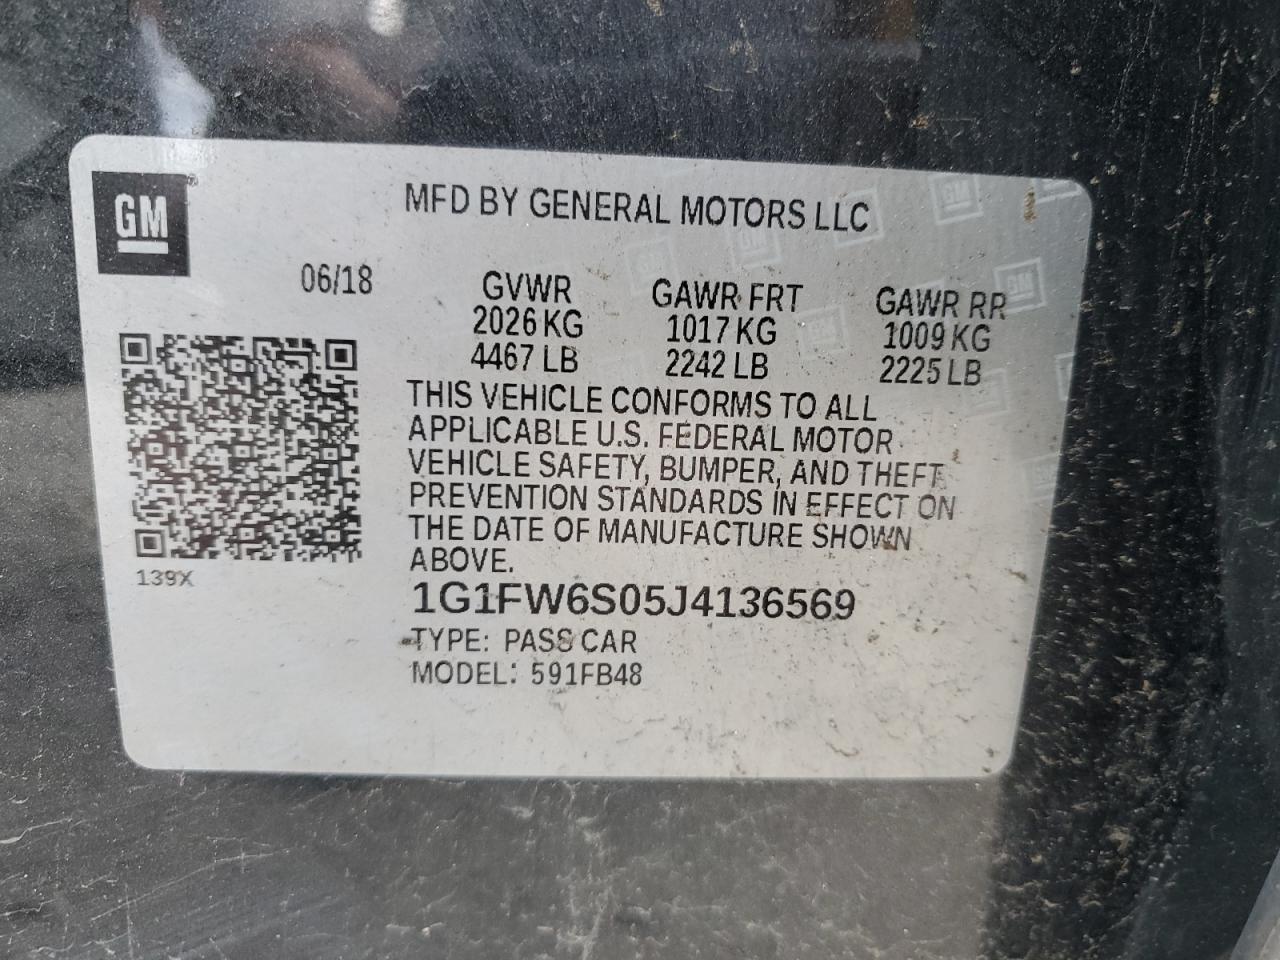 GM
MFD BY GENERAL MOTORS LLC
06/18
GVWR GAWR FRT GAWR RR
2026 KG 1017 KG 1009 KG
4467 LB 2242 LB 2225 LB
THIS VEHICLE CONFORMS TO ALL
APPLICABLE U.S. FEDERAL MOTOR
VEHICLE SAFETY, BUMPER, AND THEFT
PREVENTION STANDARDS IN EFFECT ON
THE DATE OF MANUFACTURE SHOWN
ABOVE.
139X
1G1FW6S05J4136569
TYPE: PASS CAR
MODEL: 591FB48